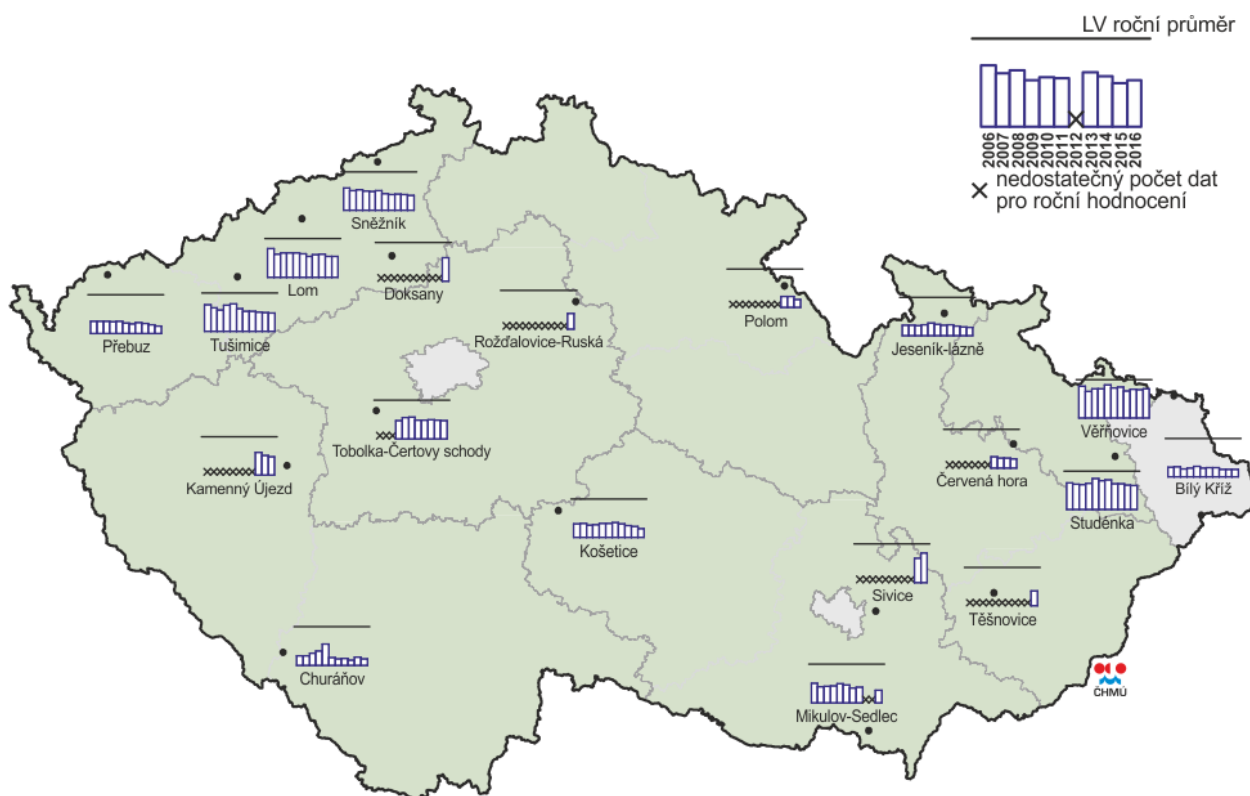 LV roční průměr
2006
2007
2008
2009
2010
2011
2012
2013
2014
2015
2016
× nedostatečný počet dat
pro roční hodnocení
Sněžník
Lom
Doksany
Přebuz
Tušimice
Rožďalovice-Ruská
Polom
Jeseník-lázně
Tobolka-Čertovy schody
Věřňovice
Kamenný Újezd
Červená hora
Bílý Kříž
Studénka
Košetice
Sivice
Těšnovice
Churáňov
ČHMÚ
Mikulov-Sedlec